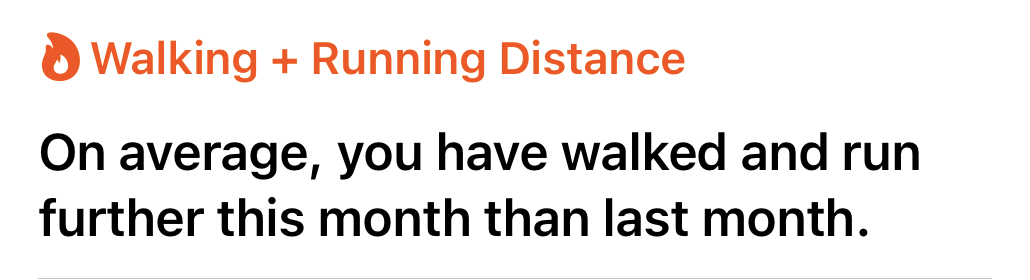 Walking + Running Distance
On average, you have walked and run
further this month than last month.